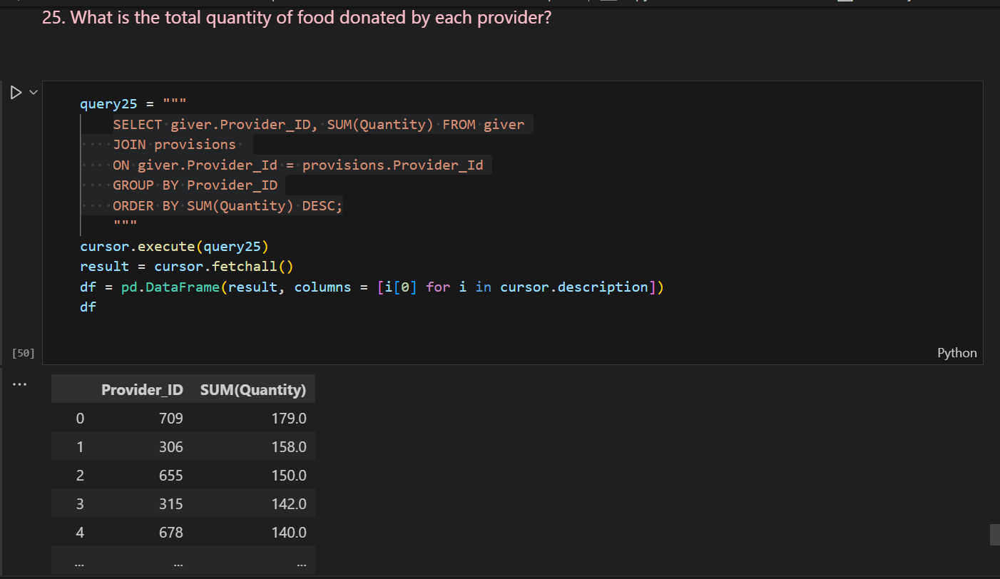 25. What is the total quantity of food donated by each provider?
query25 = """
SELECT giver.Provider_ID, SUM(Quantity) FROM giver
JOIN provisions
ON giver.Provider_Id = provisions.Provider_Id
GROUP BY Provider_ID
ORDER BY SUM(Quantity) DESC;
"""
cursor.execute(query25)
result = cursor.fetchall()
df = pd.DataFrame(result, columns = [i[0] for i in cursor.description])
df
[50]
Python
...
Provider_ID SUM(Quantity)
0 709 179.0
1 306 158.0
2 655 150.0
3 315 142.0
4 678 140.0
... ... ...